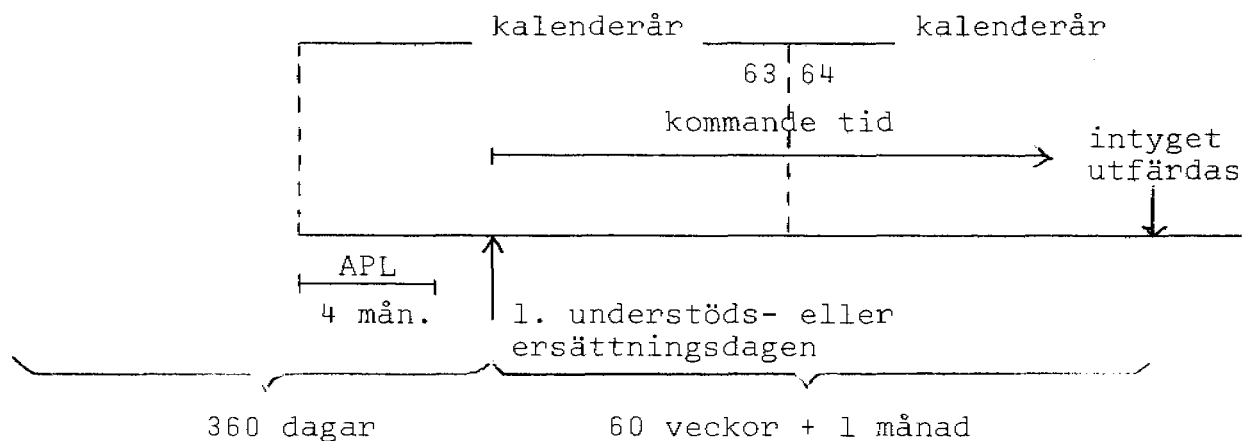 kalenderår kalenderår
63 64
kommande tid
intyget
utfärdas
APL
4 mån.
1. understöds- eller
ersättningsdagen
360 dagar 60 veckor + 1 månad